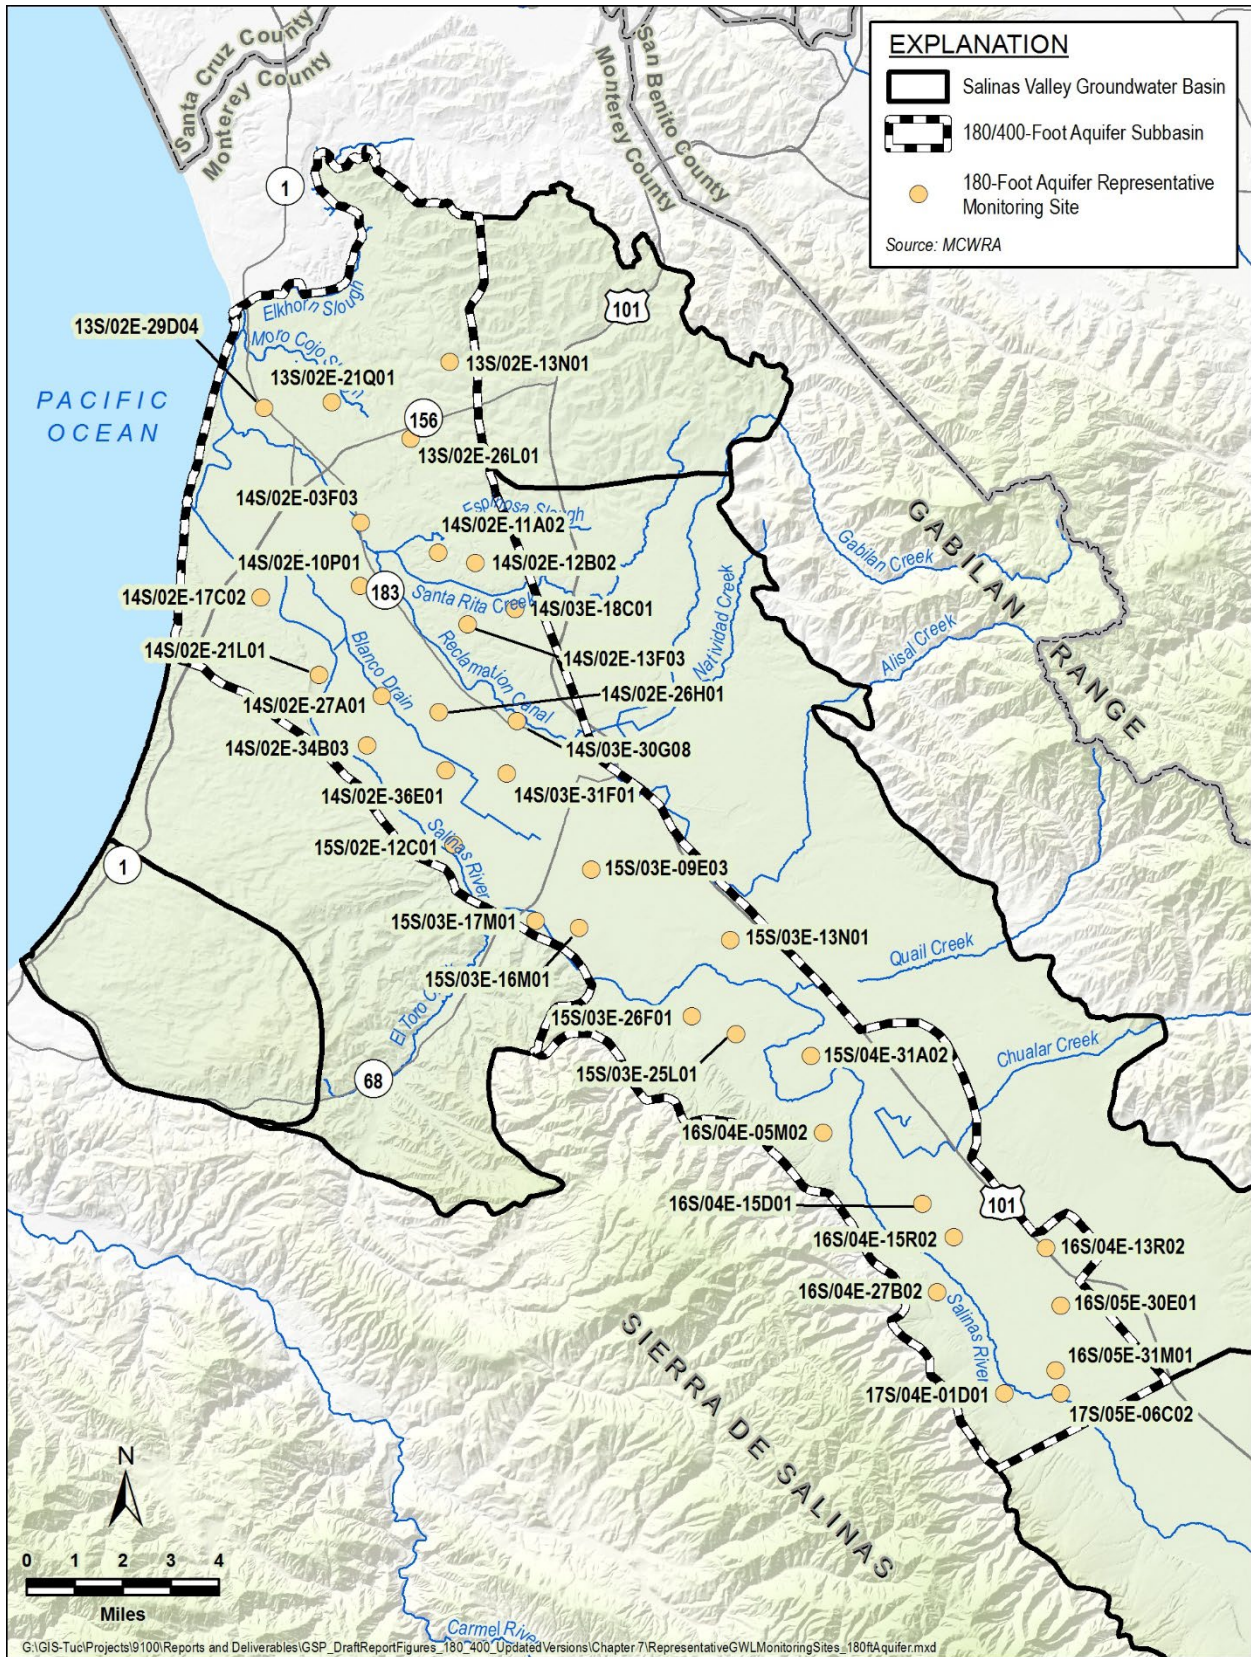 Santa Cruz County
Monterey County
San Benito County
Monterey County
EXPLANATION
Salinas Valley Groundwater Basin
180/400-Foot Aquifer Subbasin
180-Foot Aquifer Representative
Monitoring Site
Source: MCWRA
1
101
Elkhorn Slough
13S/02E-29D04
Moro Cojo Sl
13S/02E-13N01
13S/02E-21Q01
PACIFIC
OCEAN
156
13S/02E-26L01
14S/02E-03F03
Espinosa Slough
14S/02E-11A02
GABILAN
RANGE
Gabilan Creek
14S/02E-10P01
14S/02E-12B02
183
Santa Rita Creek
14S/02E-17C02
14S/03E-18C01
Natividad Creek
Alisal Creek
14S/02E-13F03
14S/02E-21L01
Blanco Drain
Reclamation Canal
14S/02E-26H01
14S/02E-27A01
14S/02E-34B03
14S/03E-30G08
14S/02E-36E01
14S/03E-31F01
Salinas River
15S/02E-12C01
1
15S/03E-09E03
15S/03E-17M01
15S/03E-13N01
Quail Creek
15S/03E-16M01
El Toro C
15S/03E-26F01
Chualar Creek
15S/04E-31A02
15S/03E-25L01
68
16S/04E-05M02
101
16S/04E-15D01
16S/04E-15R02
16S/04E-13R02
16S/04E-27B02
16S/05E-30E01
Salinas River
SIERRA DE SALINAS
16S/05E-31M01
17S/04E-01D01
17S/05E-06C02
N
0 1 2 3 4
Miles
Carmel River
G:\GIS-Tuc\Projects\9100\Reports and Deliverables\GSP_DraftReportFigures_180_400_UpdatedVersions\Chapter 7\RepresentativeGWLMonitoringSites_180ftAquifer.mxd